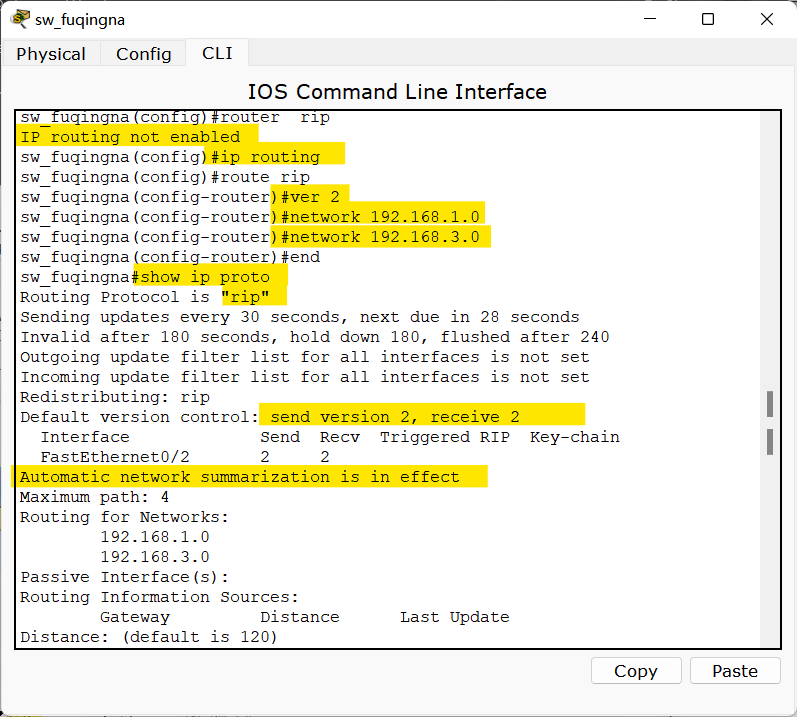 sw_fuqingna
Physical Config CLI
IOS Command Line Interface
sw_fuqingna(config)#router  rip
IP routing not enabled
sw_fuqingna(config)#ip routing
sw_fuqingna(config)#route rip
sw_fuqingna(config-router)#ver 2
sw_fuqingna(config-router)#network 192.168.1.0
sw_fuqingna(config-router)#network 192.168.3.0
sw_fuqingna(config-router)#end
sw_fuqingna#show ip proto
Routing Protocol is "rip"
Sending updates every 30 seconds, next due in 28 seconds
Invalid after 180 seconds, hold down 180, flushed after 240
Outgoing update filter list for all interfaces is not set
Incoming update filter list for all interfaces is not set
Redistributing: rip
Default version control: send version 2, receive 2
  Interface             Send  Recv  Triggered RIP  Key-chain
  FastEthernet0/2       2     2
Automatic network summarization is in effect
Maximum path: 4
Routing for Networks:
        192.168.1.0
        192.168.3.0
Passive Interface(s):
Routing Information Sources:
        Gateway         Distance      Last Update
Distance: (default is 120)
Copy Paste